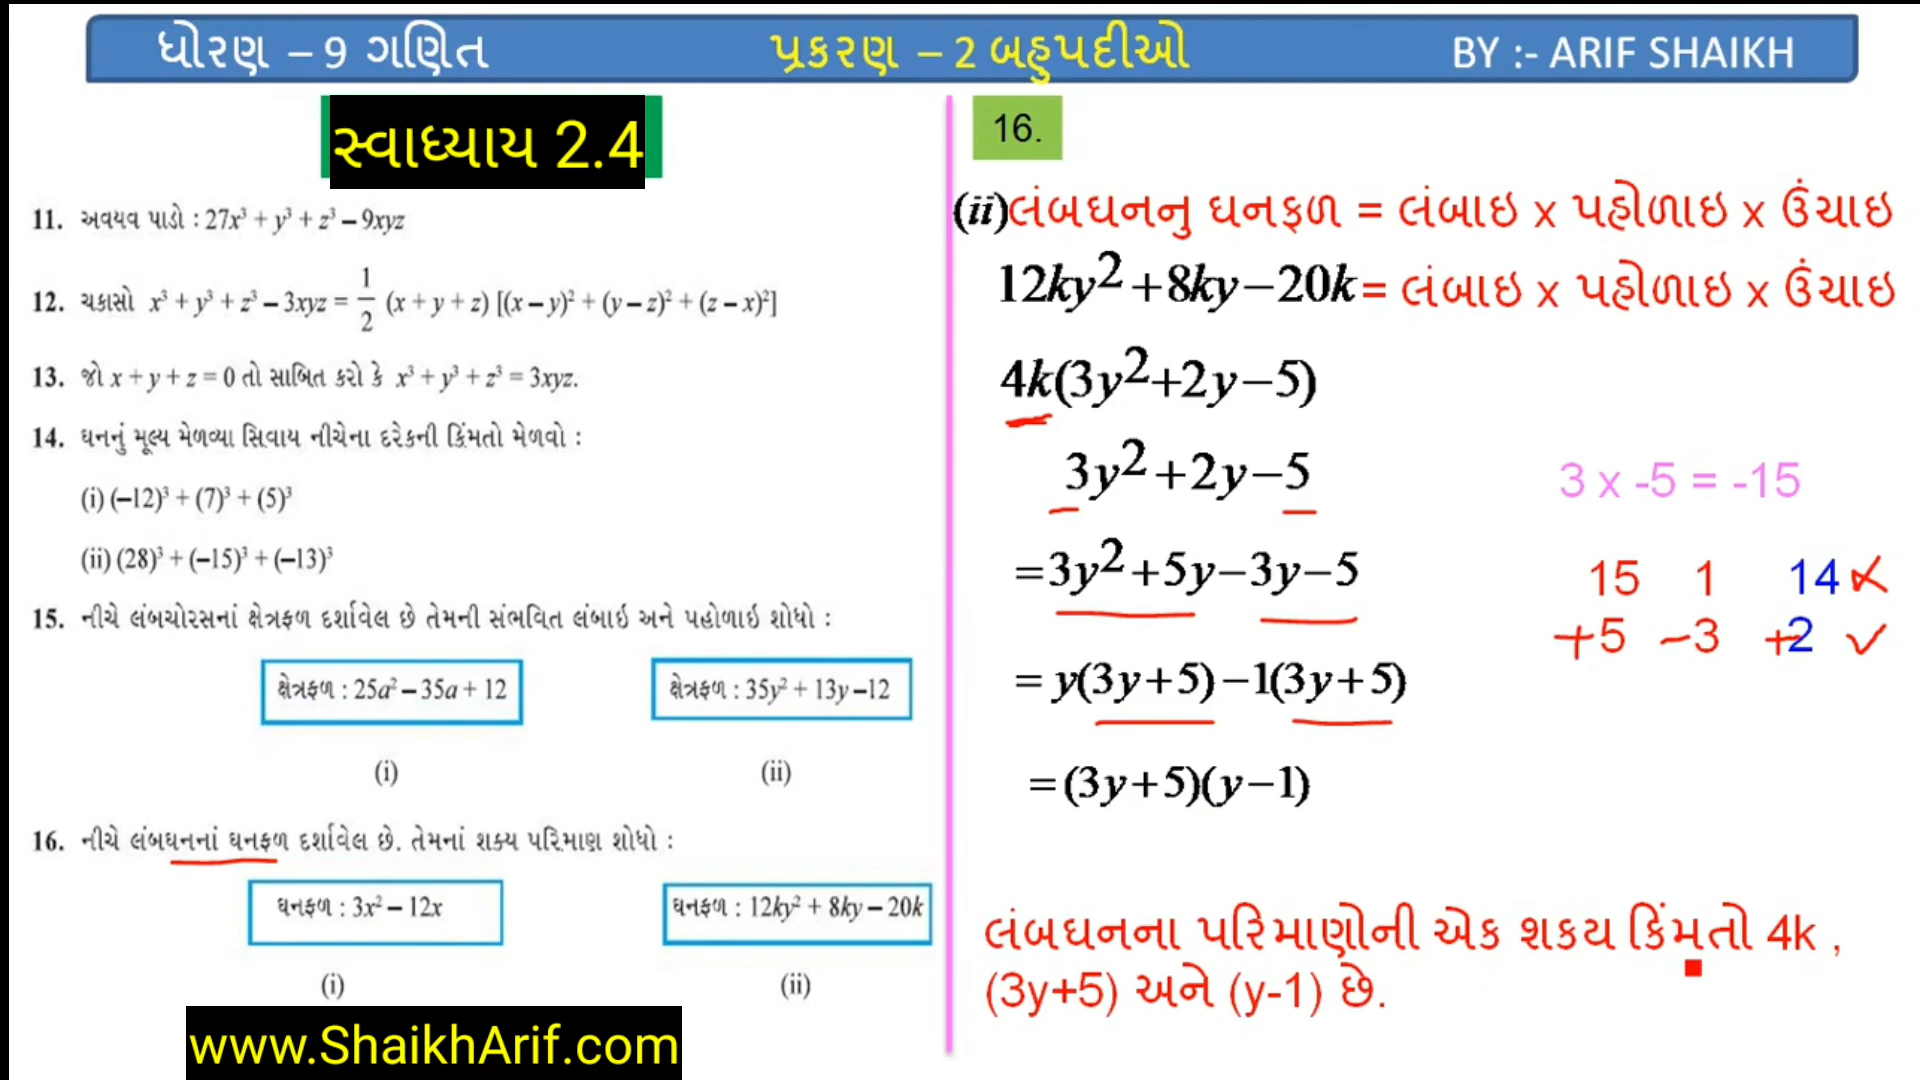 ધોરણ – 9 ગણિત
પ્રકરણ – 2 બહુપદીઓ
BY :- ARIF SHAIKH
સ્વાધ્યાય 2.4
11. અવયવ પાડો : 27x³ + y³ + z³ – 9xyz
12. ચકાસો x³ + y³ + z³ – 3xyz = 1/2 (x + y + z) [(x – y)² + (y – z)² + (z – x)²]
13. જો x + y + z = 0 તો સાબિત કરો કે x³ + y³ + z³ = 3xyz.
14. ઘનનું મૂલ્ય મેળવ્યા સિવાય નીચેના દરેકની કિંમતો મેળવો :
(i) (–12)³ + (7)³ + (5)³
(ii) (28)³ + (–15)³ + (–13)³
15. નીચે લંબચોરસનાં ક્ષેત્રફળ દર્શાવેલ છે તેમની સંભવિત લંબાઇ અને પહોળાઇ શોધો :
ક્ષેત્રફળ : 25a² – 35a + 12
ક્ષેત્રફળ : 35y² + 13y –12
(i)
(ii)
16. નીચે લંબઘનનાં ઘનફળ દર્શાવેલ છે. તેમનાં શક્ય પરિમાણ શોધો :
ઘનફળ : 3x² – 12x
ઘનફળ : 12ky² + 8ky – 20k
(i)
(ii)
www.ShaikhArif.com
16.
(ii) લંબઘનનુ ઘનફળ = લંબાઇ x પહોળાઇ x ઉંચાઇ
12ky²+8ky–20k = લંબાઇ x પહોળાઇ x ઉંચાઇ
4k(3y²+2y–5)
3y²+2y–5
3 x -5 = -15
=3y²+5y–3y–5
15 1 14 ×
+5 –3 +2 ✓
= y(3y+5)–1(3y+5)
=(3y+5)(y–1)
લંબઘનના પરિમાણોની એક શકય કિંમતો 4k ,
(3y+5) અને (y-1) છે.